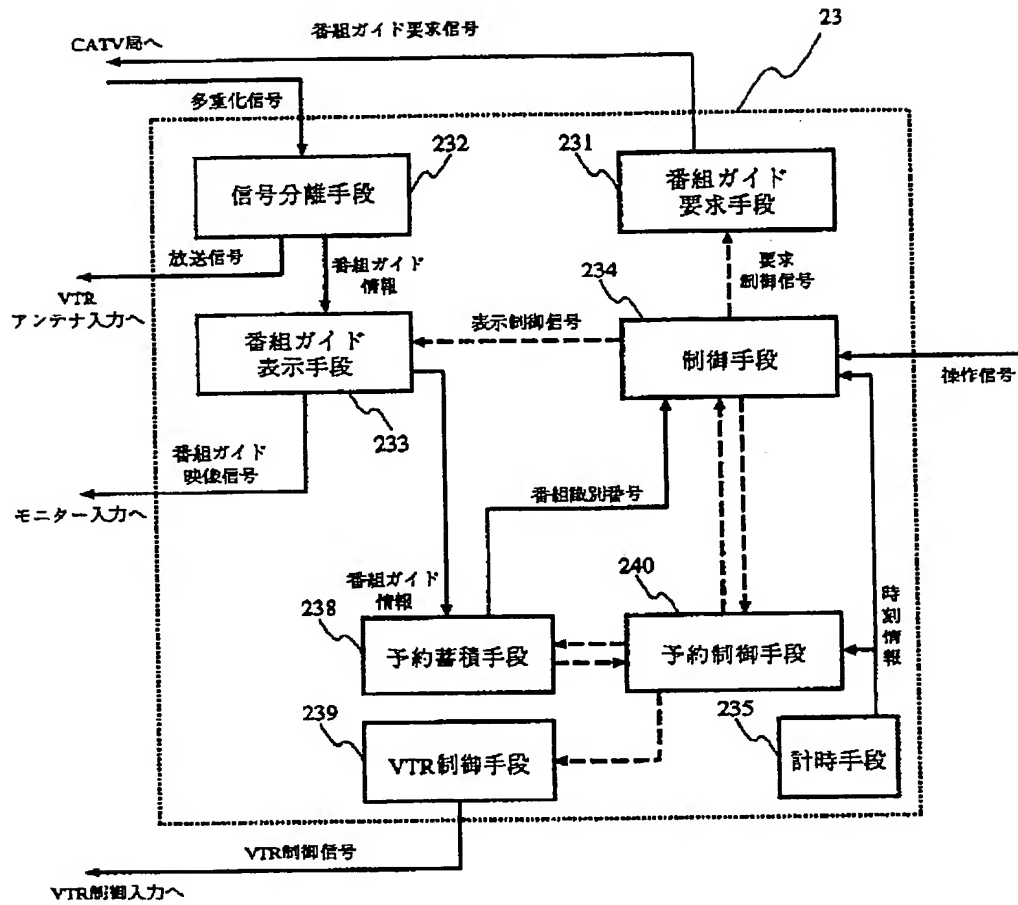 番組ガイド要求信号
23
CATV局へ
多重化信号
232
231
信号分離手段
番組ガイド
要求手段
放送信号
番組ガイド
情報
VTR
アンテナ入力へ
234
要求
制御信号
番組ガイド
表示手段
表示制御信号
制御手段
操作信号
233
番組ガイド
映像信号
モニター入力へ
番組識別番号
番組ガイド
情報
238
240
時刻情報
予約蓄積手段
予約制御手段
239
235
VTR制御手段
計時手段
VTR制御信号
VTR制御入力へ